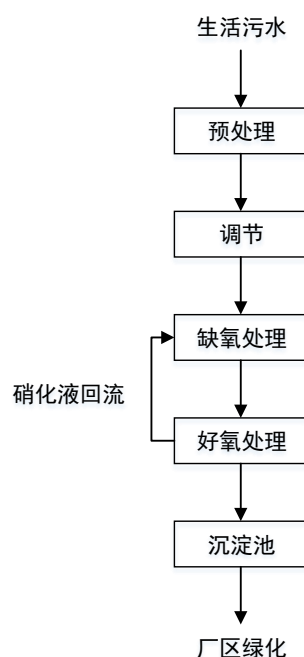 生活污水
预处理
调节
缺氧处理
硝化液回流
好氧处理
沉淀池
厂区绿化